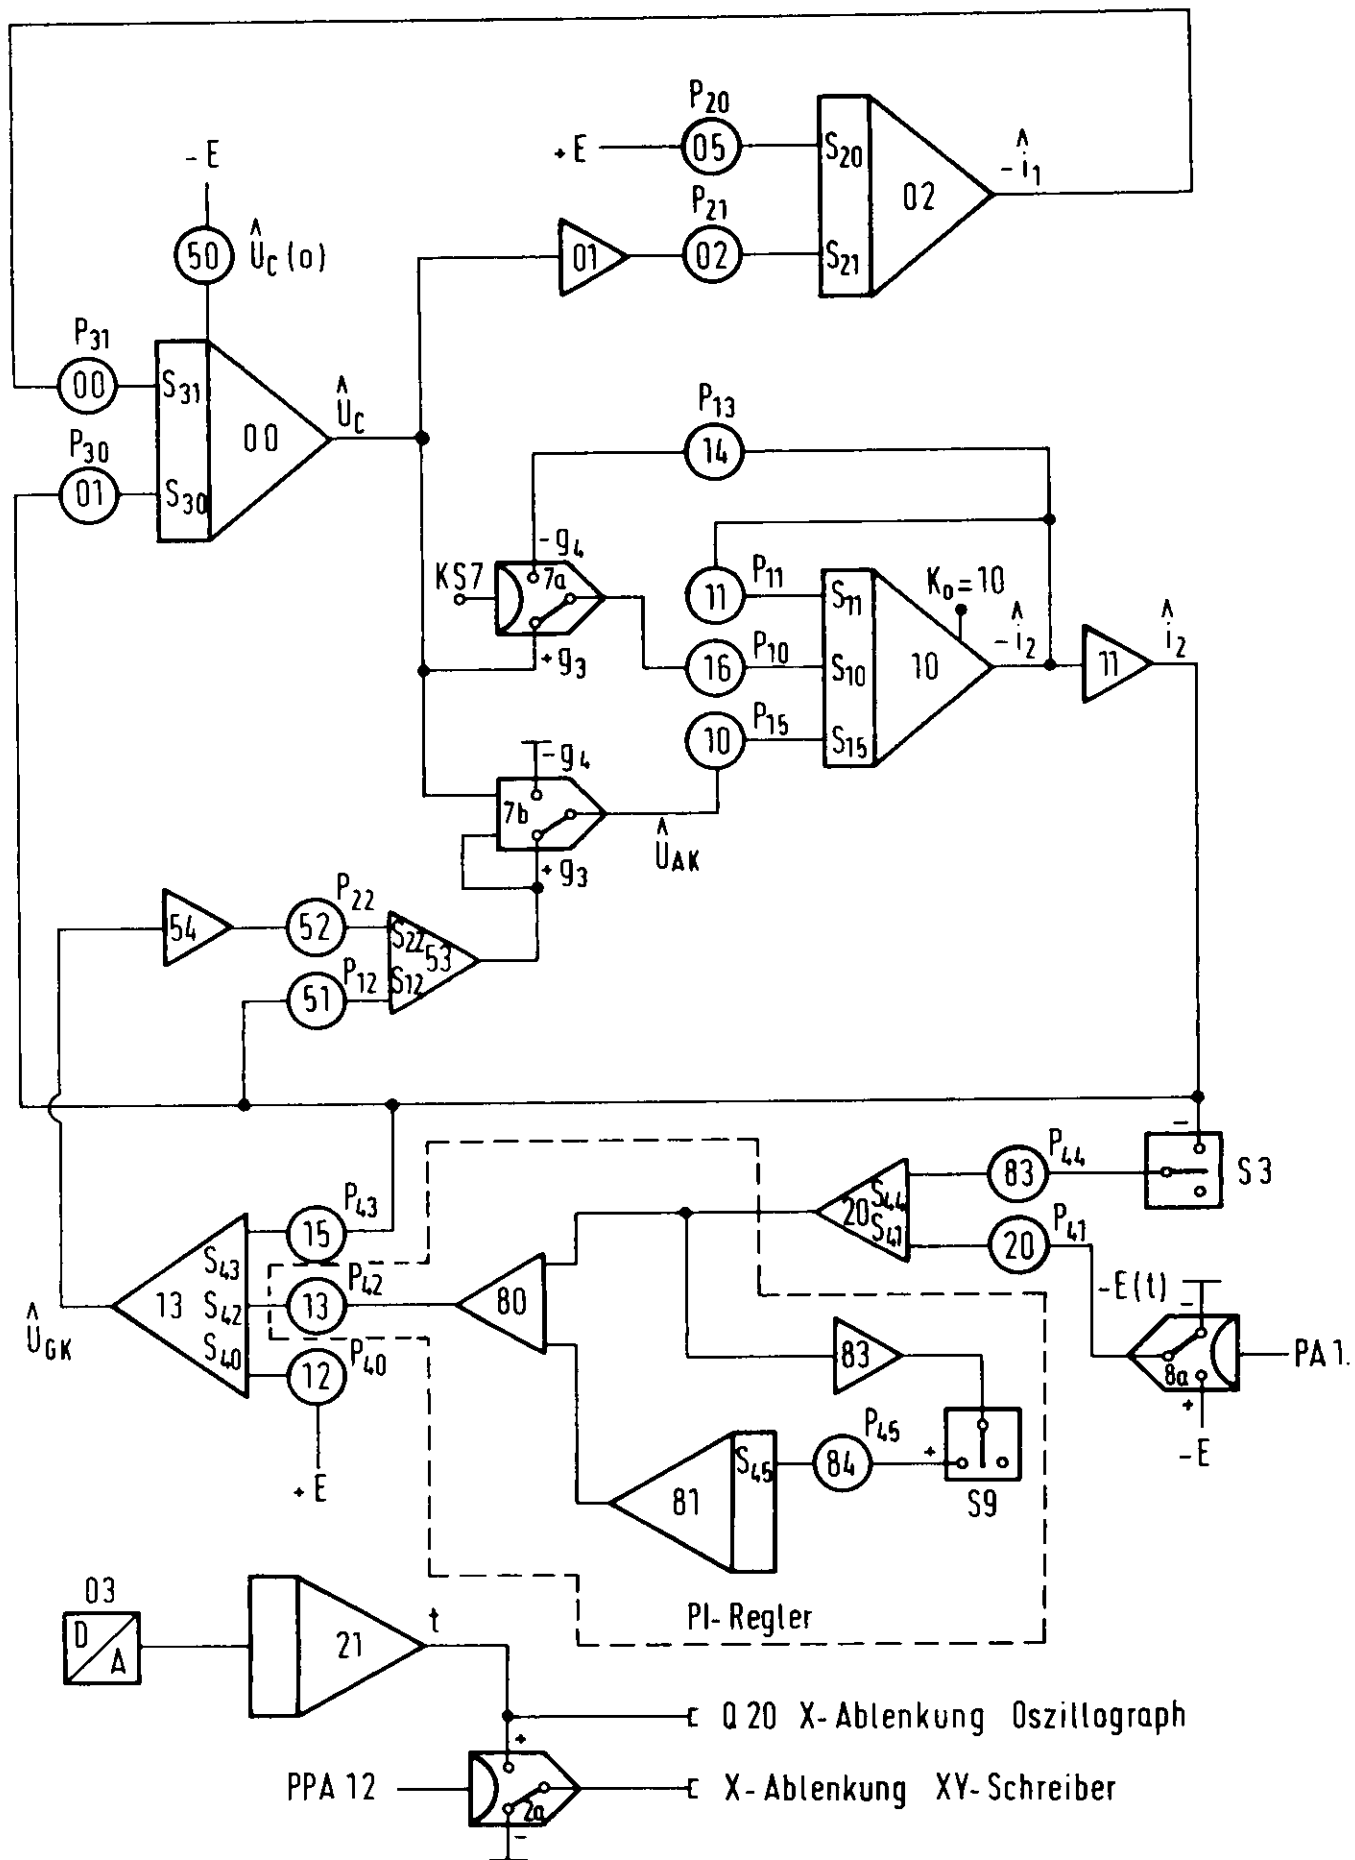 P20
+E
05
S20
02
-î1
-E
50
ÛC(o)
P21
01
02
S21
P31
00
S31
00
ÛC
P30
01
S30
P13
14
-g4
KS7
7a
+g3
P11
11
S11
K0=10
-î2
î2
16
P10
S10
10
11
10
P15
S15
-g4
7b
ÛAK
+g3
54
P22
52
S22
53
P12
51
S12
-
S3
P44
83
S44
20
S41
P41
20
P43
15
S43
-E(t)
-
13
S42
13
P42
80
ÛGK
S40
12
P40
83
8a
PA1.
+
-E
+E
81
S45
84
P45
+
S9
PI-Regler
03
D
A
21
t
Q20 X-Ablenkung Oszillograph
+
PPA 12
2a
X-Ablenkung XY-Schreiber
-